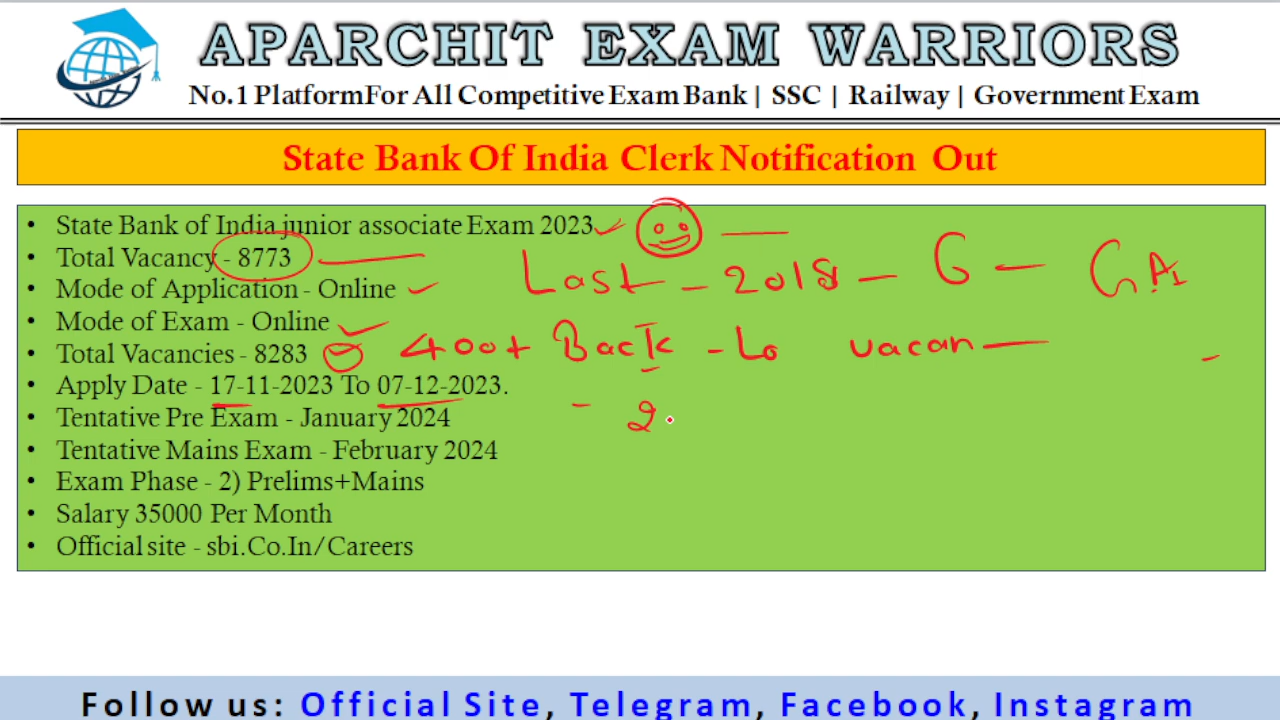 APARCHIT EXAM WARRIORS
No.1 PlatformFor All Competitive Exam Bank | SSC | Railway | Government Exam
State Bank Of India Clerk Notification Out
• State Bank of India junior associate Exam 2023
• Total Vacancy - 8773
Last - 2018 - G - GA
• Mode of Application - Online
• Mode of Exam - Online
• Total Vacancies - 8283 400+ Back - Lo vacan
• Apply Date - 17-11-2023 To 07-12-2023.
• Tentative Pre Exam - January 2024 2
• Tentative Mains Exam - February 2024
• Exam Phase - 2) Prelims+Mains
• Salary 35000 Per Month
• Official site - sbi.Co.In/Careers
Follow us: Official Site, Telegram, Facebook, Instagram